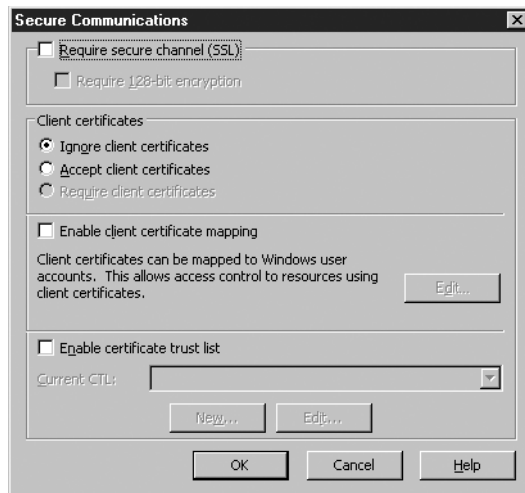 Secure Communications
Require secure channel (SSL)
Require 128-bit encryption
Client certificates
Ignore client certificates
Accept client certificates
Require client certificates
Enable client certificate mapping
Client certificates can be mapped to Windows user
accounts. This allows access control to resources using
client certificates.
Edit...
Enable certificate trust list
Current CTL:
New... Edit...
OK Cancel Help